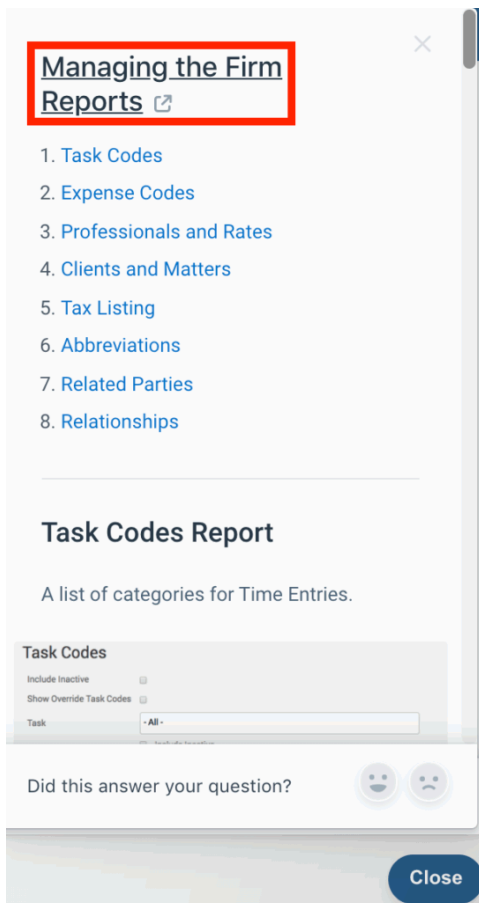 Managing the Firm
Reports
1. Task Codes
2. Expense Codes
3. Professionals and Rates
4. Clients and Matters
5. Tax Listing
6. Abbreviations
7. Related Parties
8. Relationships
Task Codes Report
A list of categories for Time Entries.
Task Codes
Include Inactive
Show Override Task Codes
Task - All -
Include Inactive
Did this answer your question?
Close